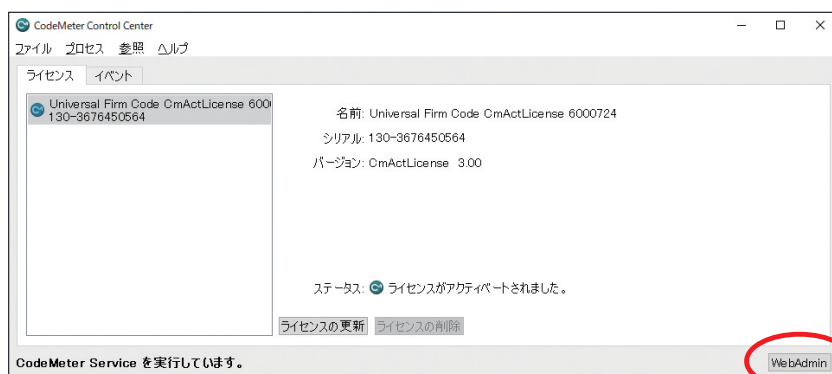 CodeMeter Control Center
ファイル プロセス 参照 ヘルプ
ライセンス イベント
Universal Firm Code CmActLicense 600
130-3676450564
名前: Universal Firm Code CmActLicense 6000724
シリアル: 130-3676450564
バージョン: CmActLicense 3.00
ステータス: ライセンスがアクティベートされました。
ライセンスの更新 ライセンスの削除
CodeMeter Service を実行しています。 WebAdmin